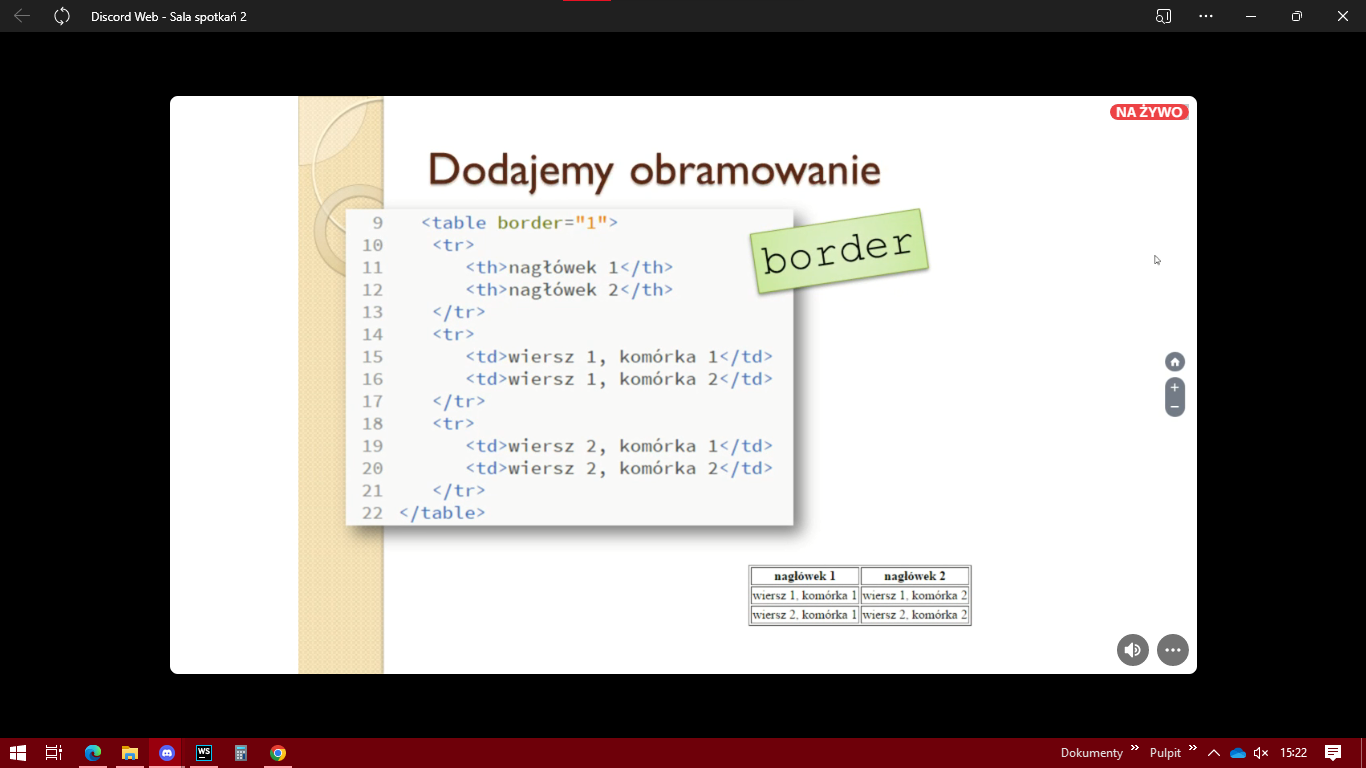 Discord Web - Sala spotkań 2
NA ŻYWO
Dodajemy obramowanie
border
9 <table border="1">
10 <tr>
11 <th>nagłówek 1</th>
12 <th>nagłówek 2</th>
13 </tr>
14 <tr>
15 <td>wiersz 1, komórka 1</td>
16 <td>wiersz 1, komórka 2</td>
17 </tr>
18 <tr>
19 <td>wiersz 2, komórka 1</td>
20 <td>wiersz 2, komórka 2</td>
21 </tr>
22 </table>
nagłówek 1 nagłówek 2
wiersz 1, komórka 1 wiersz 1, komórka 2
wiersz 2, komórka 1 wiersz 2, komórka 2
WS
Dokumenty » Pulpit » 15:22